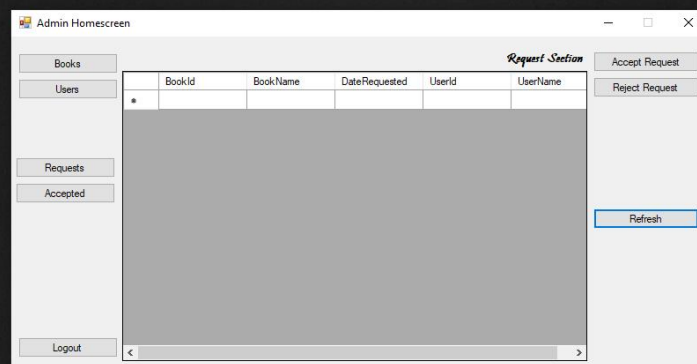 Admin Homescreen
Books
Users
Requests
Accepted
Logout
Request Section
BookId BookName DateRequested UserId UserName
Accept Request
Reject Request
Refresh